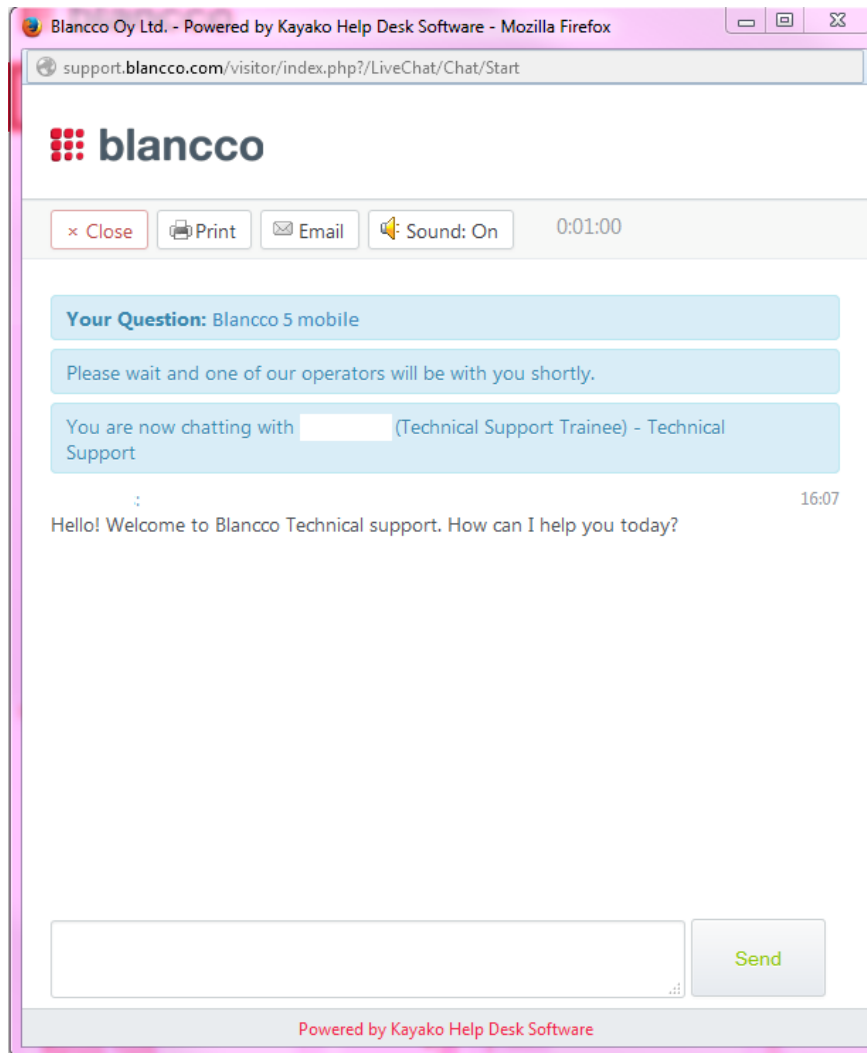 Blancco Oy Ltd. - Powered by Kayako Help Desk Software - Mozilla Firefox
support.blancco.com/visitor/index.php?/LiveChat/Chat/Start
blancco
× Close Print Email Sound: On 0:01:00
Your Question: Blancco 5 mobile
Please wait and one of our operators will be with you shortly.
You are now chatting with (Technical Support Trainee) - Technical
Support
: 16:07
Hello! Welcome to Blancco Technical support. How can I help you today?
Send
Powered by Kayako Help Desk Software